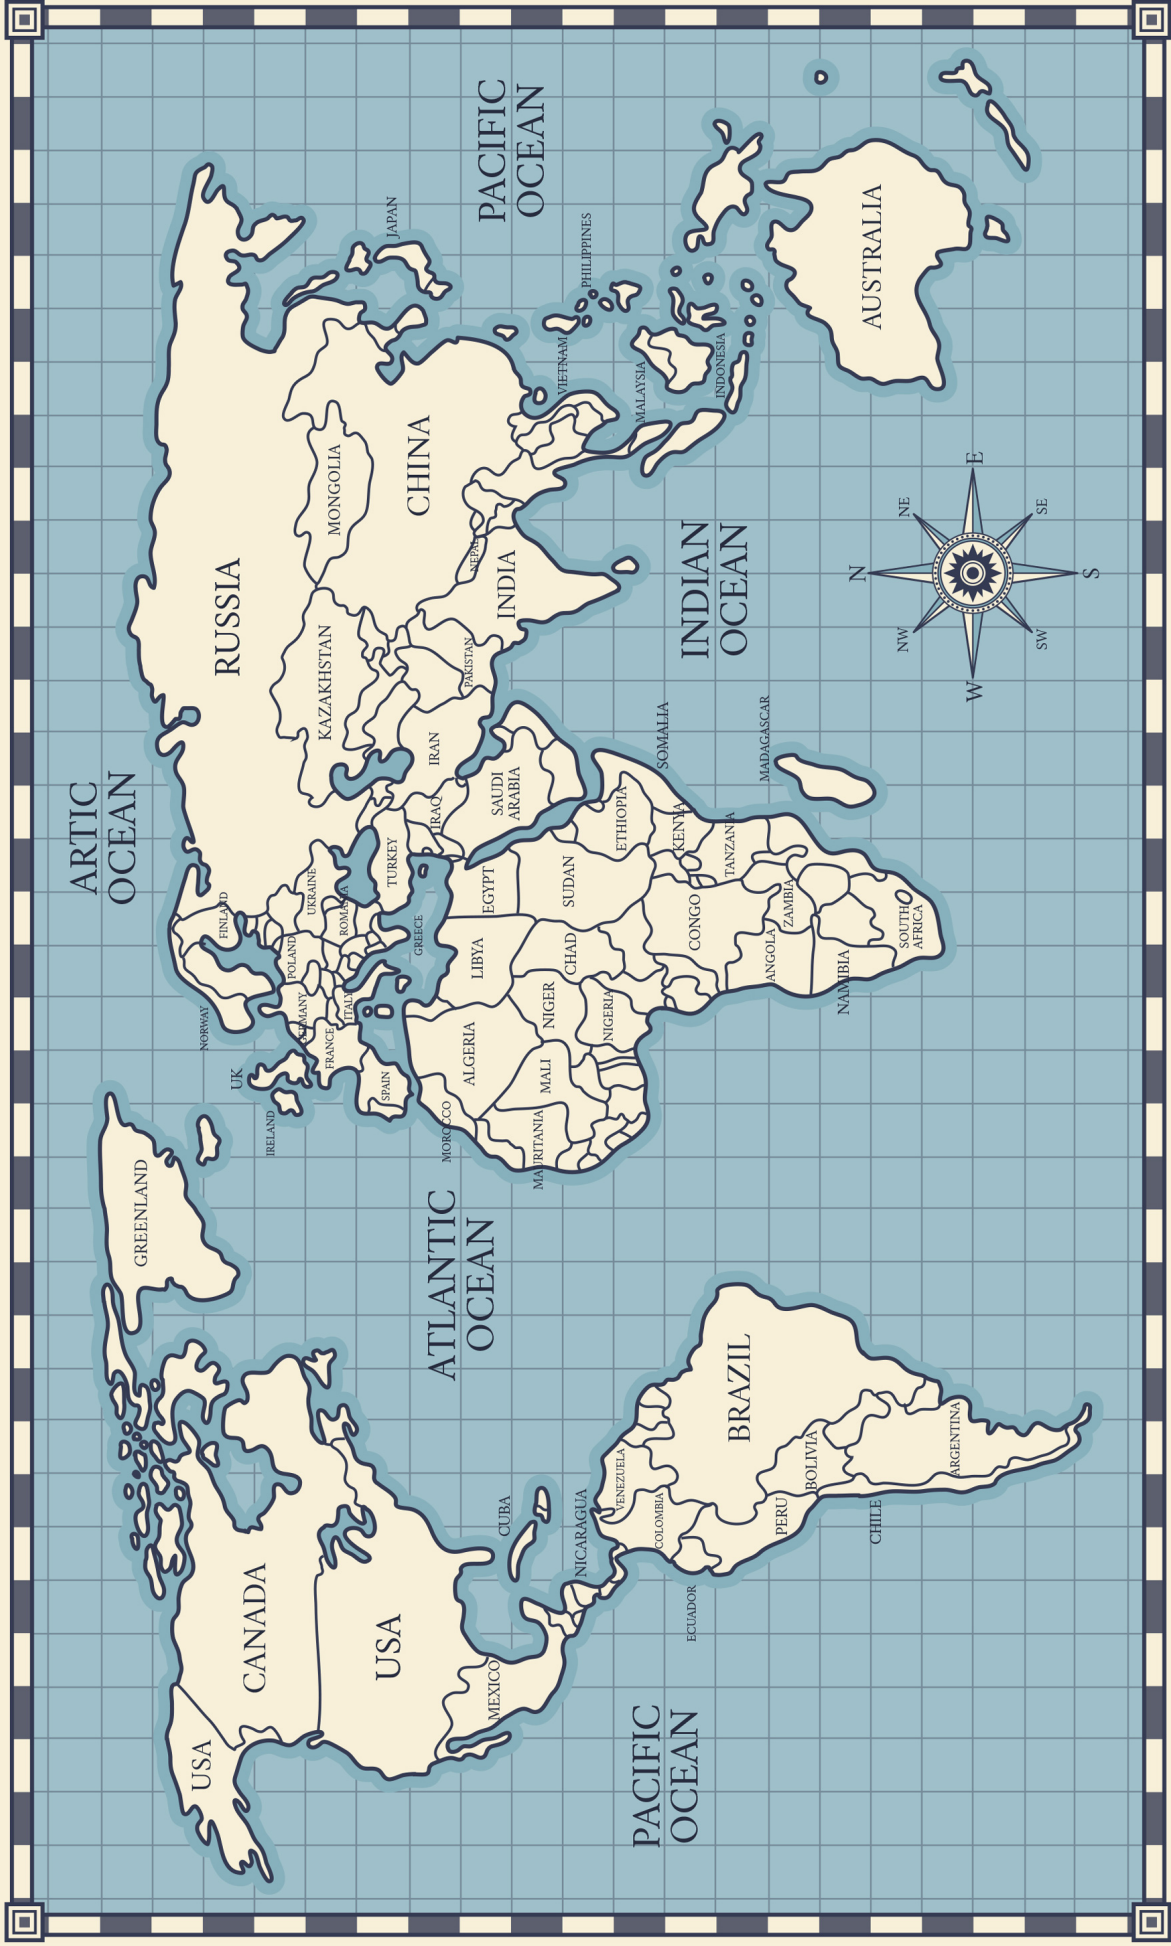 ARTIC
OCEAN
GREENLAND
USA
CANADA
USA
MEXICO
CUBA
NICARAGUA
ATLANTIC
OCEAN
PACIFIC
OCEAN
VENEZUELA
COLOMBIA
ECUADOR
BRAZIL
PERU
BOLIVIA
CHILE
ARGENTINA
NORWAY
FINLAND
UK
IRELAND
POLAND
GERMANY
UKRAINE
FRANCE
ITALY
ROMANIA
SPAIN
GREECE
TURKEY
RUSSIA
KAZAKHSTAN
MONGOLIA
CHINA
JAPAN
IRAN
IRAQ
PAKISTAN
NEPAL
INDIA
SAUDI
ARABIA
MOROCCO
ALGERIA
LIBYA
EGYPT
MAURITANIA
MALI
NIGER
CHAD
SUDAN
NIGERIA
ETHIOPIA
SOMALIA
KENYA
CONGO
TANZANIA
ANGOLA
ZAMBIA
MADAGASCAR
NAMIBIA
SOUTH
AFRICA
PACIFIC
OCEAN
PHILIPPINES
VIETNAM
MALAYSIA
INDONESIA
INDIAN
OCEAN
AUSTRALIA
N
NW
NE
W
E
SW
SE
S